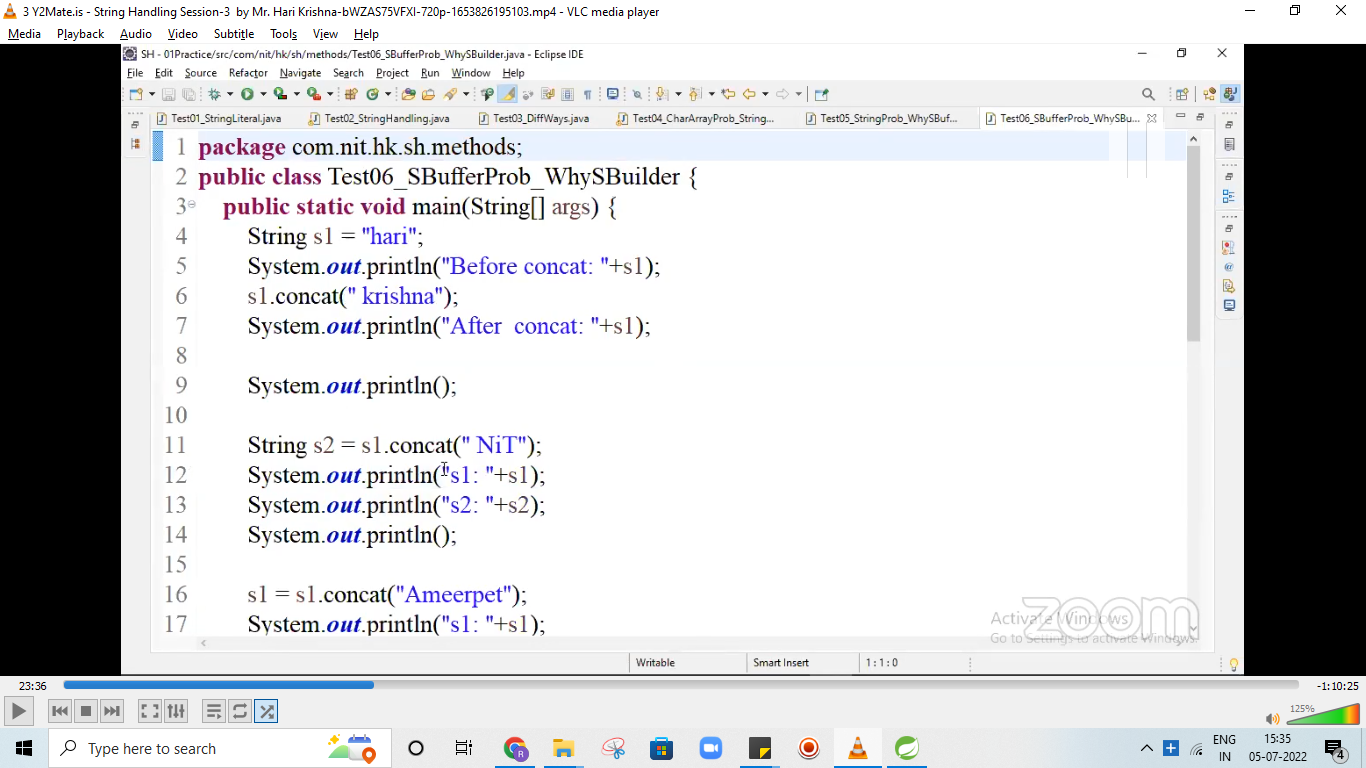 3 Y2Mate.is - String Handling Session-3 by Mr. Hari Krishna-bWZAS75VFXI-720p-1653826195103.mp4 - VLC media player
Media Playback Audio Video Subtitle Tools View Help
SH - 01Practice/src/com/nit/hk/sh/methods/Test06_SBufferProb_WhySBuilder.java - Eclipse IDE
File Edit Source Refactor Navigate Search Project Run Window Help
Test01_StringLiteral.java Test02_StringHandling.java Test03_DiffWays.java Test04_CharArrayProb_String... Test05_StringProb_WhySBuf... Test06_SBufferProb_WhySBu...
1 package com.nit.hk.sh.methods;
2 public class Test06_SBufferProb_WhySBuilder {
3 public static void main(String[] args) {
4 String s1 = "hari";
5 System.out.println("Before concat: "+s1);
6 s1.concat(" krishna");
7 System.out.println("After  concat: "+s1);
8
9 System.out.println();
10
11 String s2 = s1.concat(" NiT");
12 System.out.println("s1: "+s1);
13 System.out.println("s2: "+s2);
14 System.out.println();
15
16 s1 = s1.concat("Ameerpet");
17 System.out.println("s1: "+s1);
zoom
Activate Windows
Go to Settings to activate Windows.
Writable Smart Insert 1 : 1 : 0
23:36 -1:10:25
125%
Type here to search
R
ENG
IN
15:35
05-07-2022
4